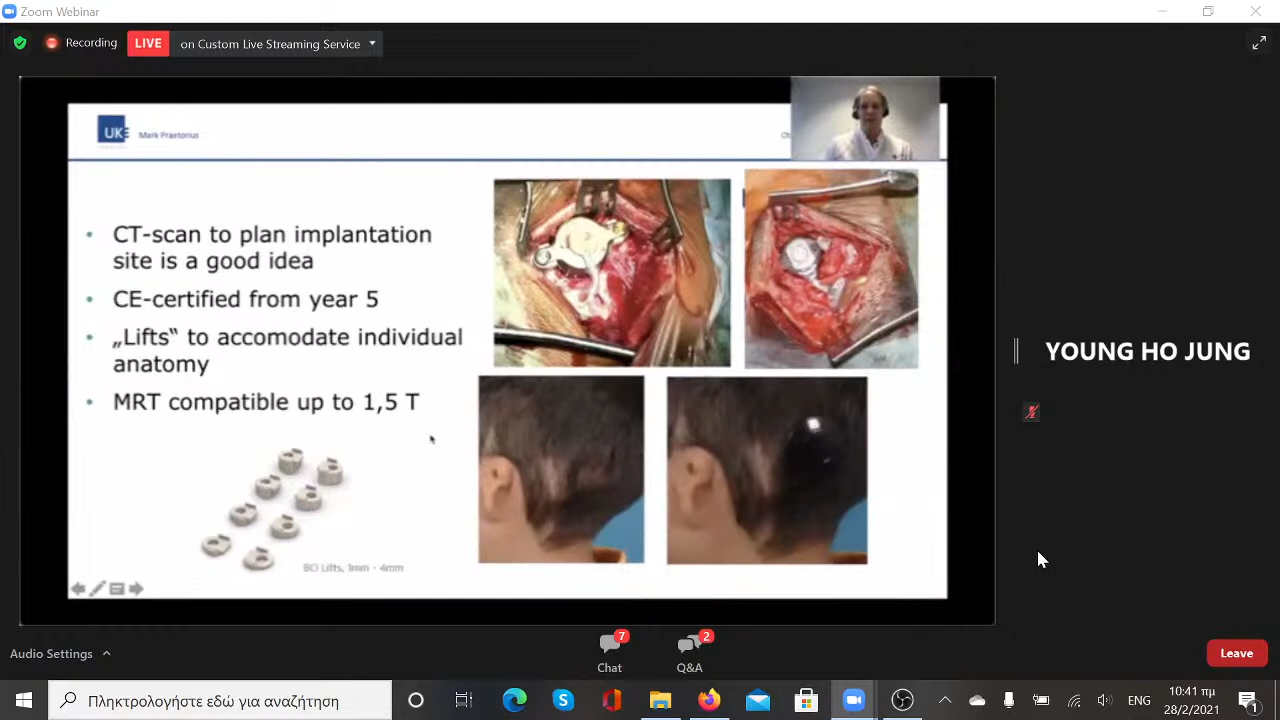 Zoom Webinar
Recording
LIVE
on Custom Live Streaming Service
UKE
Mark Praetorius
• CT-scan to plan implantation
site is a good idea
• CE-certified from year 5
• „Lifts“ to accomodate individual
anatomy
• MRT compatible up to 1,5 T
BCI Lifts, 1mm - 4mm
YOUNG HO JUNG
Audio Settings
7
Chat
2
Q&A
Leave
Πληκτρολογήστε εδώ για αναζήτηση
ENG
10:41 πμ
28/2/2021
1